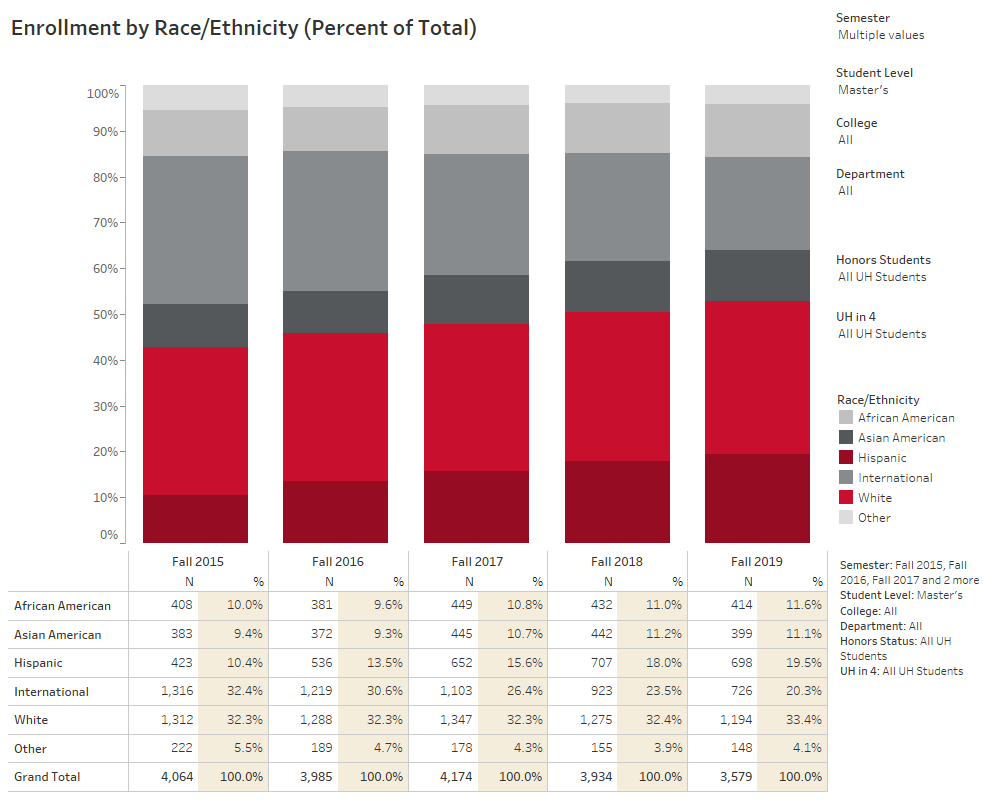 Enrollment by Race/Ethnicity (Percent of Total)
Semester
Multiple values
Student Level
Master's
College
All
Department
All
Honors Students
All UH Students
UH in 4
All UH Students
100%
90%
80%
70%
60%
50%
40%
30%
20%
10%
0%
Race/Ethnicity
African American
Asian American
Hispanic
International
White
Other
Fall 2015 Fall 2016 Fall 2017 Fall 2018 Fall 2019
N % N % N % N % N %
African American 408 10.0% 381 9.6% 449 10.8% 432 11.0% 414 11.6%
Asian American 383 9.4% 372 9.3% 445 10.7% 442 11.2% 399 11.1%
Hispanic 423 10.4% 536 13.5% 652 15.6% 707 18.0% 698 19.5%
International 1,316 32.4% 1,219 30.6% 1,103 26.4% 923 23.5% 726 20.3%
White 1,312 32.3% 1,288 32.3% 1,347 32.3% 1,275 32.4% 1,194 33.4%
Other 222 5.5% 189 4.7% 178 4.3% 155 3.9% 148 4.1%
Grand Total 4,064 100.0% 3,985 100.0% 4,174 100.0% 3,934 100.0% 3,579 100.0%
Semester: Fall 2015, Fall
2016, Fall 2017 and 2 more
Student Level: Master's
College: All
Department: All
Honors Status: All UH
Students
UH in 4: All UH Students